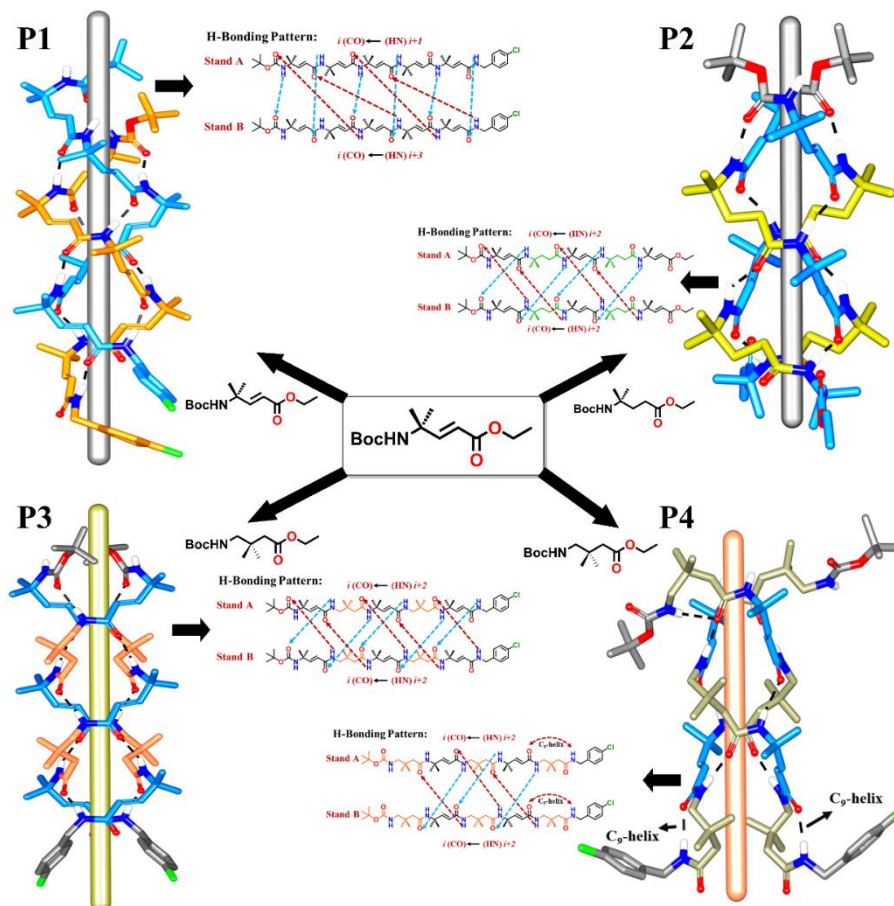 P1
H-Bonding Pattern:
i (CO) (HN) i+1
Stand A
Stand B
i (CO) (HN) i+3
P2
H-Bonding Pattern:
i (CO) (HN) i+2
Stand A
Stand B
i (CO) (HN) i+2
BocHN
O
O
BocHN
O
O
BocHN
O
O
P3
BocHN
O
O
H-Bonding Pattern:
i (CO) (HN) i+2
Stand A
Stand B
i (CO) (HN) i+2
BocHN
O
O
P4
H-Bonding Pattern:
i (CO) (HN) i+2
Stand A
C9-helix
Stand B
C9-helix
i (CO) (HN) i+2
C9-helix
C9-helix